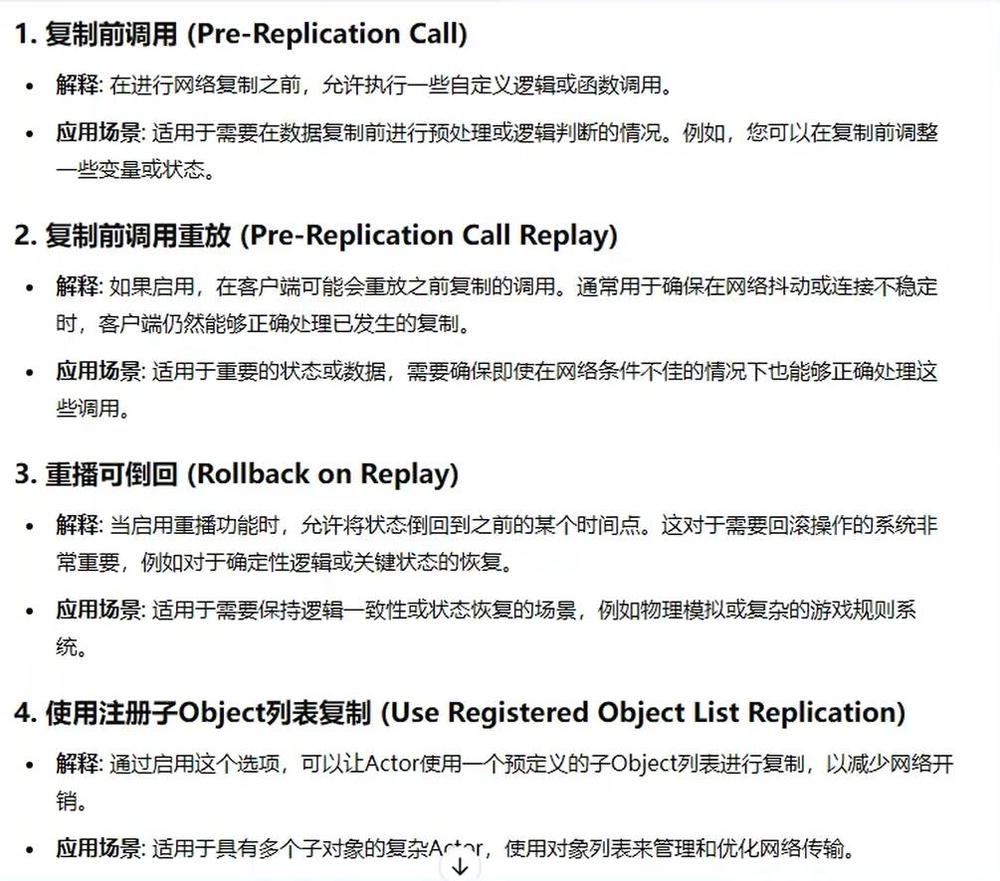 1. 复制前调用 (Pre-Replication Call)
• 解释: 在进行网络复制之前，允许执行一些自定义逻辑或函数调用。
• 应用场景: 适用于需要在数据复制前进行预处理或逻辑判断的情况。例如，您可以在复制前调整
一些变量或状态。
2. 复制前调用重放 (Pre-Replication Call Replay)
• 解释: 如果启用，在客户端可能会重放之前复制的调用。通常用于确保在网络抖动或连接不稳定
时，客户端仍然能够正确处理已发生的复制。
• 应用场景: 适用于重要的状态或数据，需要确保即使在网络条件不佳的情况下也能够正确处理这
些调用。
3. 重播可倒回 (Rollback on Replay)
• 解释: 当启用重播功能时，允许将状态倒回到之前的某个时间点。这对于需要回滚操作的系统非
常重要，例如对于确定性逻辑或关键状态的恢复。
• 应用场景: 适用于需要保持逻辑一致性或状态恢复的场景，例如物理模拟或复杂的游戏规则系
统。
4. 使用注册子Object列表复制 (Use Registered Object List Replication)
• 解释: 通过启用这个选项，可以让Actor使用一个预定义的子Object列表进行复制，以减少网络开
销。
• 应用场景: 适用于具有多个子对象的复杂Actor，使用对象列表来管理和优化网络传输。